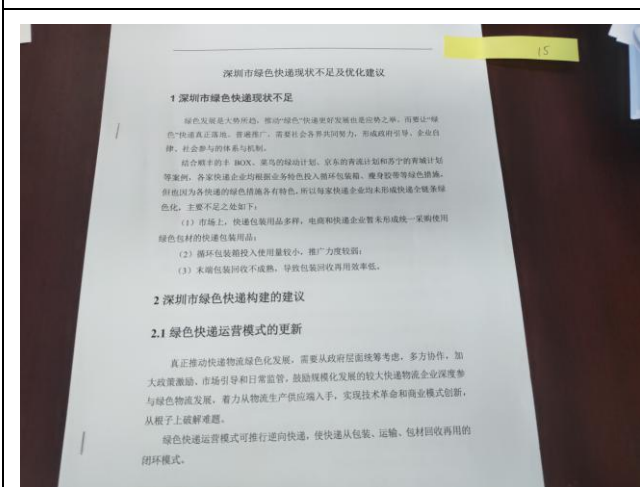 15
深圳市绿色快递现状不足及优化建议
1 深圳市绿色快递现状不足
绿色发展是大势所趋,推动“绿色”快递更好发展也是应势之举。而要让“绿
色”快递真正落地、普遍推广,需要社会各界共同努力,形成政府引导、企业自
律、社会参与的体系与机制。
结合顺丰的丰 BOX、菜鸟的绿动计划、京东的青流计划和苏宁的青城计划
等案例,各家快递企业均根据业务特色投入循环包装箱、瘦身胶带等绿色措施。
但也因为各快递的绿色措施各有特色,所以每家快递企业均未形成快递全链条绿
色化。主要不足之处如下:
(1)市场上,快递包装用品多样,电商和快递企业暂未形成统一采购使用
绿色包材的快递包装用品;
(2)循环包装箱投入使用量较小,推广力度较弱;
(3)末端包装回收不成熟,导致包装回收再用效率低。
2 深圳市绿色快递构建的建议
2.1 绿色快递运营模式的更新
真正推动快递物流绿色化发展,需要从政府层面统筹考虑,多方协作,加
大政策激励、市场引导和日常监管,鼓励规模化发展的较大快递物流企业深度参
与绿色物流发展,着力从物流生产供应端入手,实现技术革命和商业模式创新,
从根子上破解难题。
绿色快递运营模式可推行逆向快递,使快递从包装、运输、包材回收再用的
闭环模式。